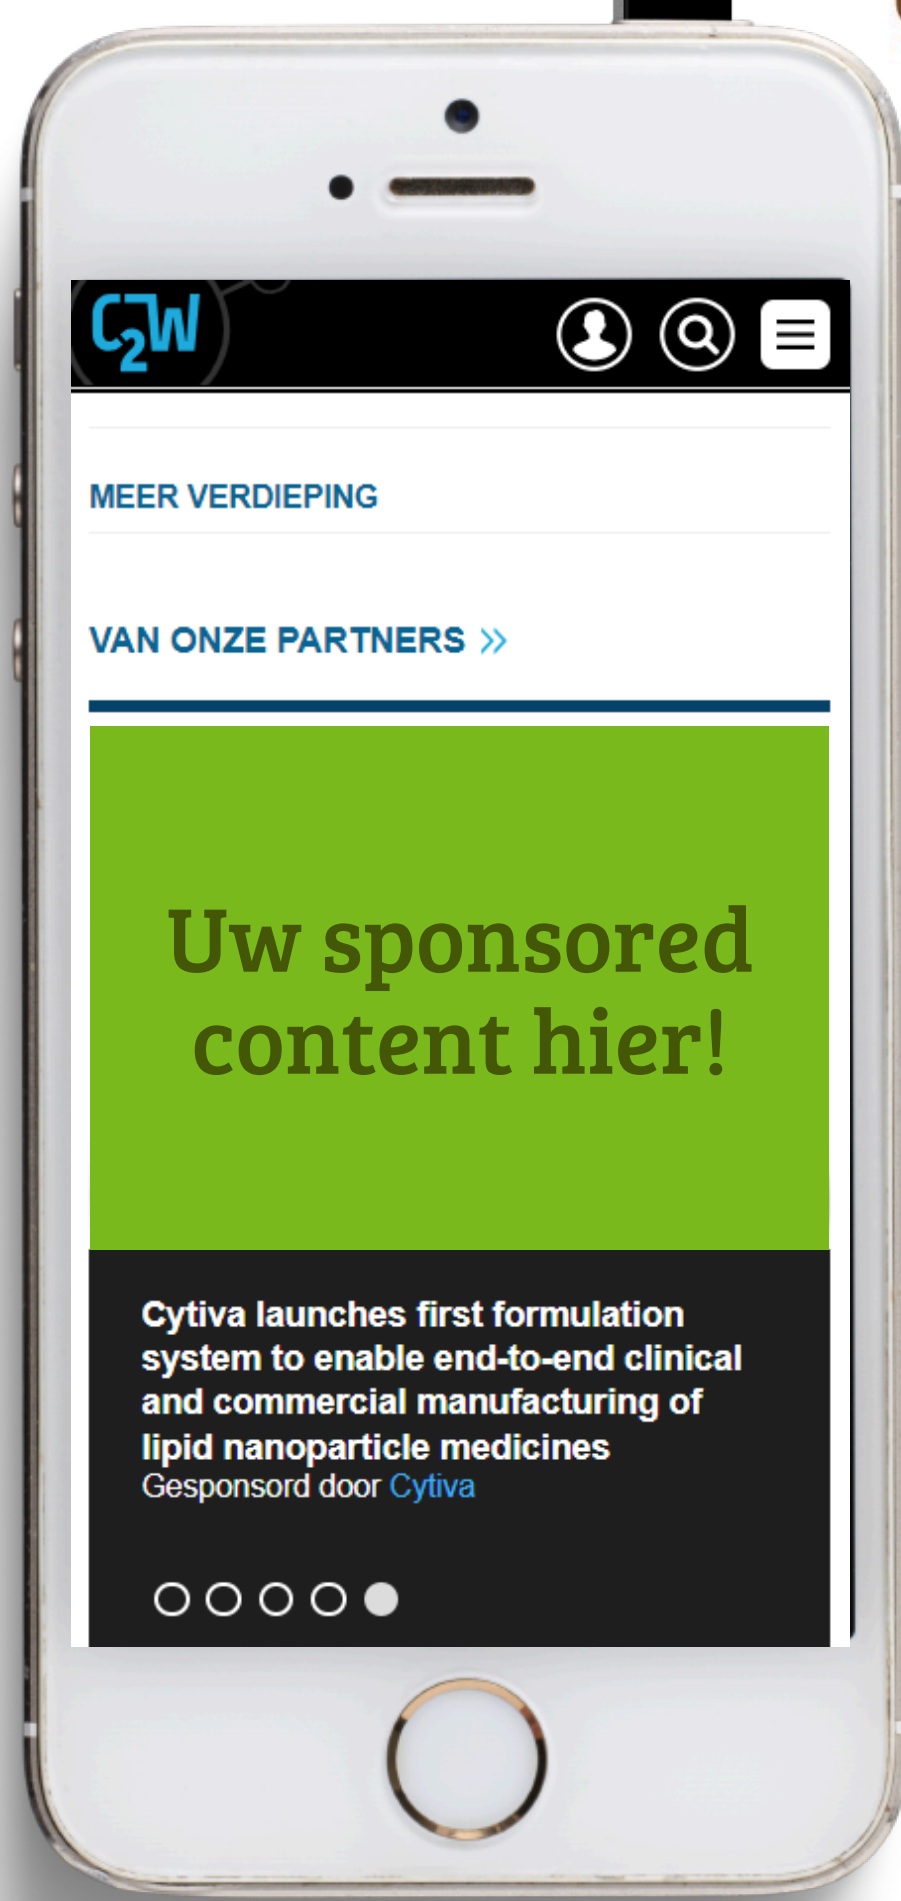 C2W
MEER VERDIEPING
VAN ONZE PARTNERS »
Uw sponsored
content hier!
Cytiva launches first formulation
system to enable end-to-end clinical
and commercial manufacturing of
lipid nanoparticle medicines
Gesponsord door Cytiva